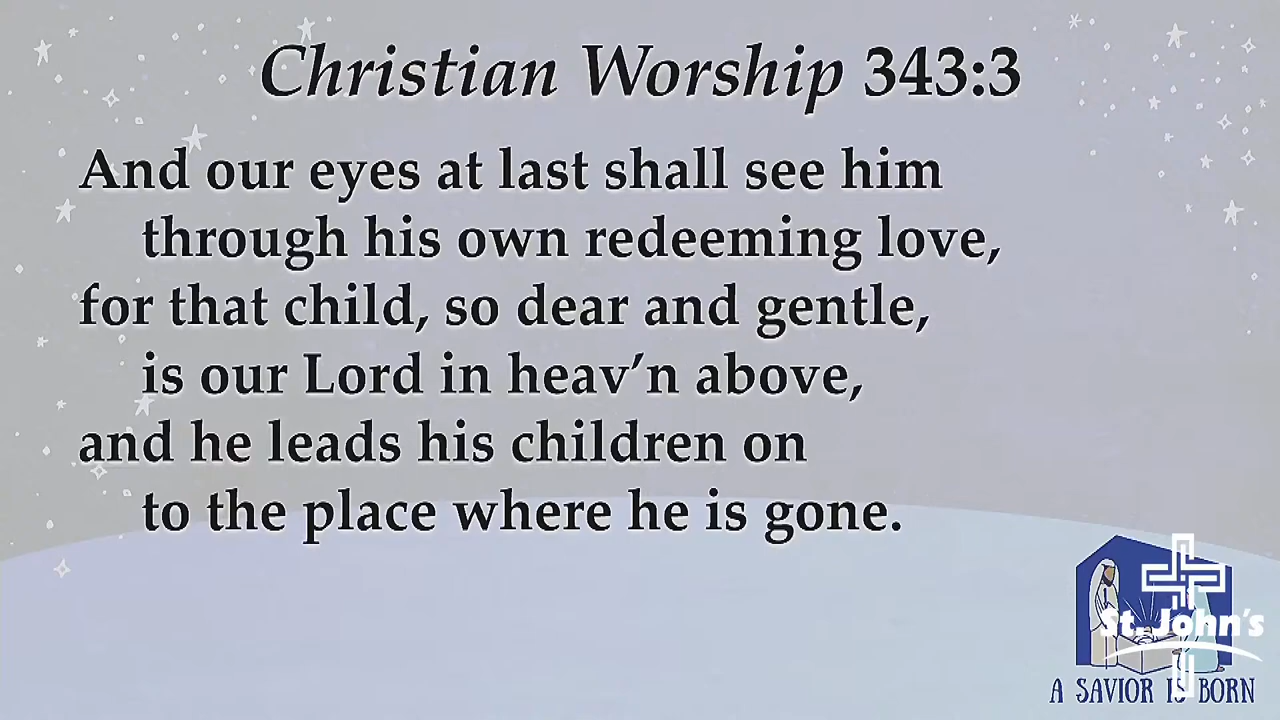 Christian Worship 343:3
And our eyes at last shall see him
through his own redeeming love,
for that child, so dear and gentle,
is our Lord in heav’n above,
and he leads his children on
to the place where he is gone.
St. John's
A SAVIOR IS BORN